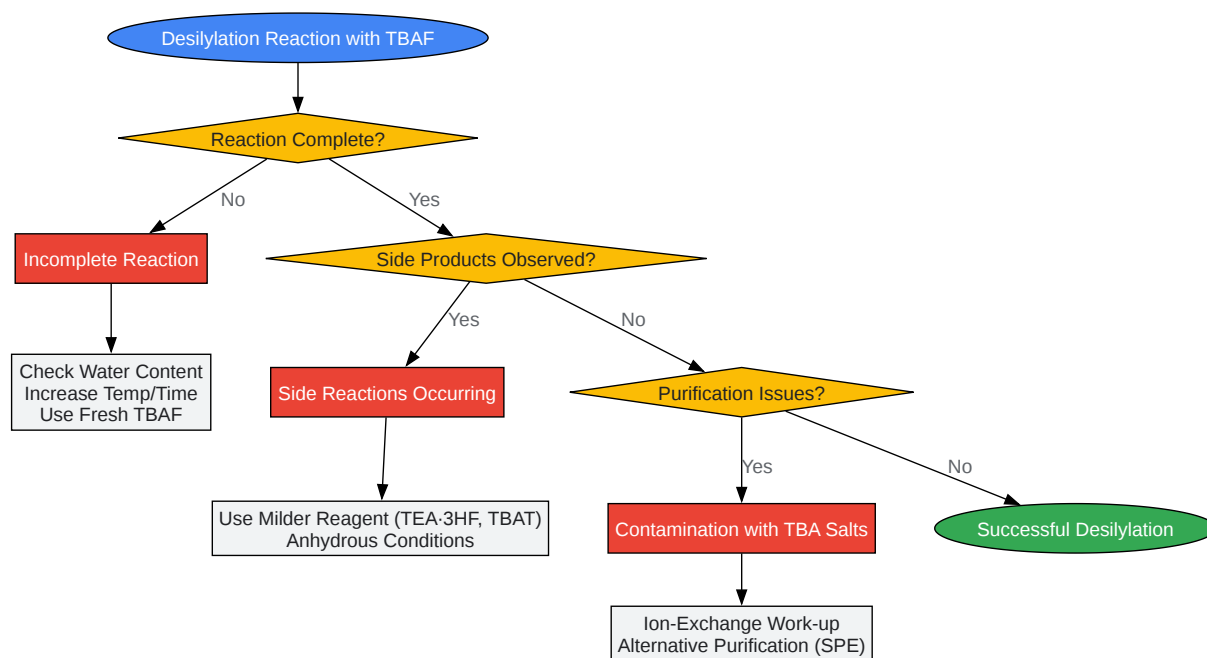 Desilylation Reaction with TBAF
Reaction Complete?
No
Yes
Incomplete Reaction
Side Products Observed?
Check Water Content
Increase Temp/Time
Use Fresh TBAF
Yes
No
Side Reactions Occurring
Purification Issues?
Use Milder Reagent (TEA·3HF, TBAT)
Anhydrous Conditions
Yes
No
Contamination with TBA Salts
Successful Desilylation
Ion-Exchange Work-up
Alternative Purification (SPE)